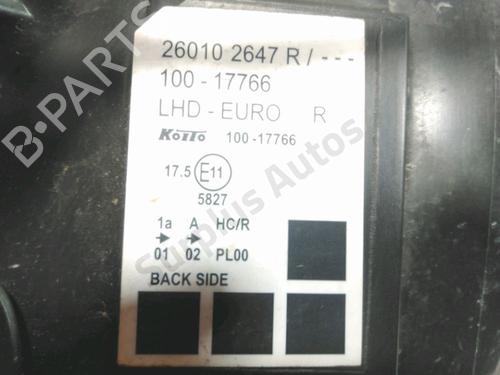 26010 2647 R / - - -
100 - 17766
LHD - EURO R
KOITO 100-17766
17.5 E11
5827
1a A HC/R
01 02 PL00
BACK SIDE
B-PARTS
Surplus Autos